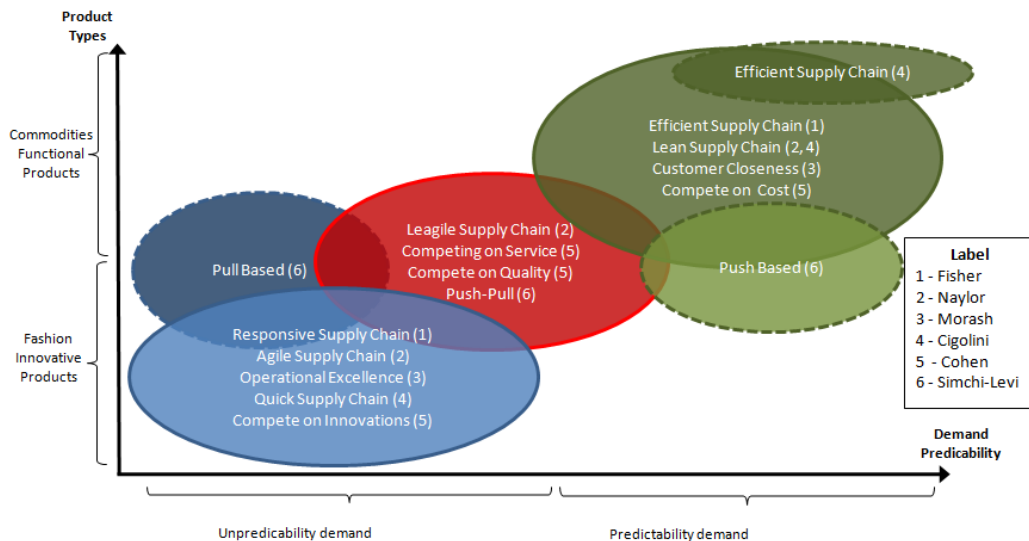 Product
Types
Efficient Supply Chain (4)
Commodities
Functional
Products
Efficient Supply Chain (1)
Lean Supply Chain (2, 4)
Customer Closeness (3)
Compete on Cost (5)
Leagile Supply Chain (2)
Competing on Service (5)
Compete on Quality (5)
Push-Pull (6)
Pull Based (6)
Push Based (6)
Label
1 - Fisher
2 - Naylor
3 - Morash
4 - Cigolini
5 - Cohen
6 - Simchi-Levi
Fashion
Innovative
Products
Responsive Supply Chain (1)
Agile Supply Chain (2)
Operational Excellence (3)
Quick Supply Chain (4)
Compete on Innovations (5)
Demand
Predicability
Unpredicability demand
Predictability demand